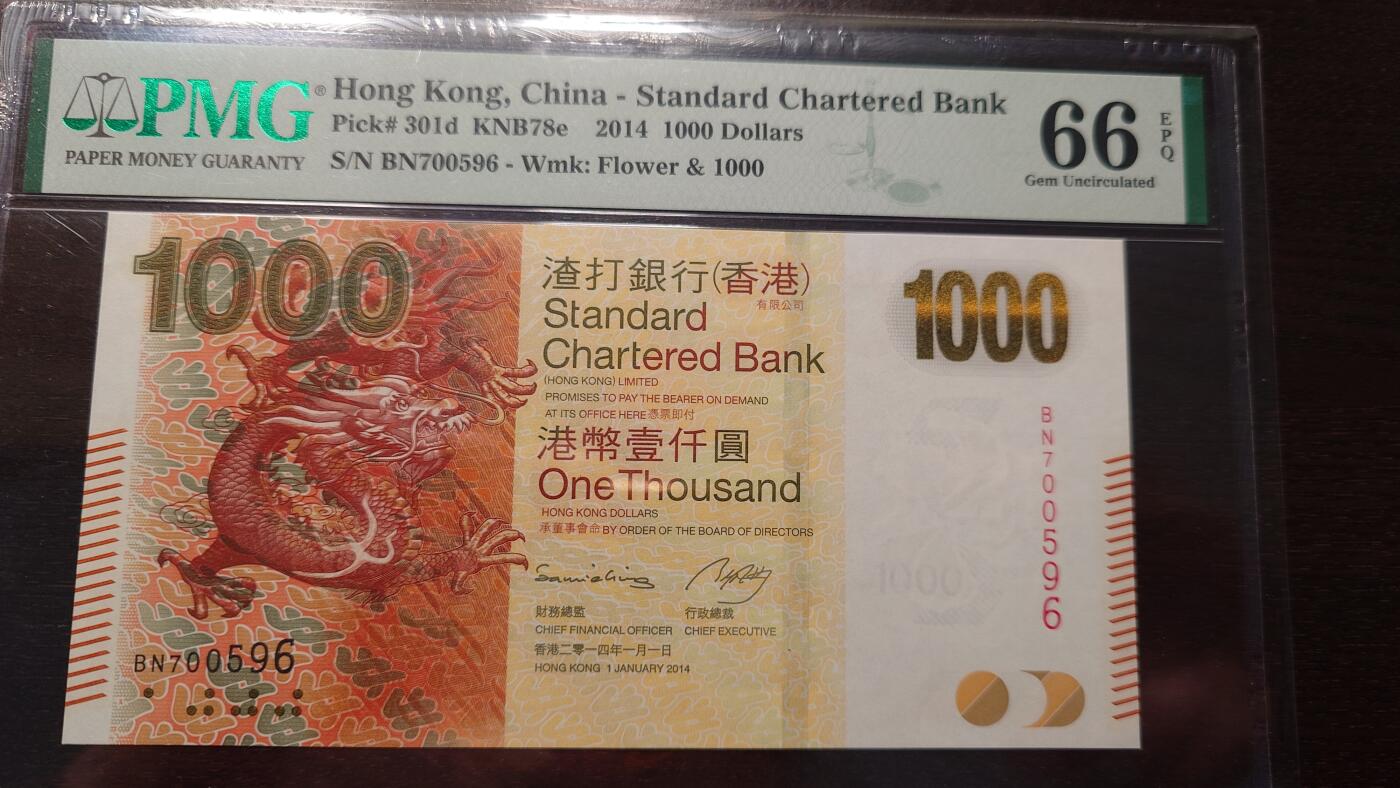 PMG®
PAPER MONEY GUARANTY
Hong Kong, China - Standard Chartered Bank
Pick# 301d KNB78e 2014 1000 Dollars
S/N BN700596 - Wmk: Flower & 1000
66
EPQ
Gem Uncirculated
1000
渣打銀行(香港)
有限公司
Standard
Chartered Bank
(HONG KONG) LIMITED
PROMISES TO PAY THE BEARER ON DEMAND
AT ITS OFFICE HERE 憑票即付
港幣壹仟圓
One Thousand
HONG KONG DOLLARS
承董事會命 BY ORDER OF THE BOARD OF DIRECTORS
財務總監 行政總裁
CHIEF FINANCIAL OFFICER CHIEF EXECUTIVE
香港二零一四年一月一日
HONG KONG 1 JANUARY 2014
BN700596
1000
BN700596